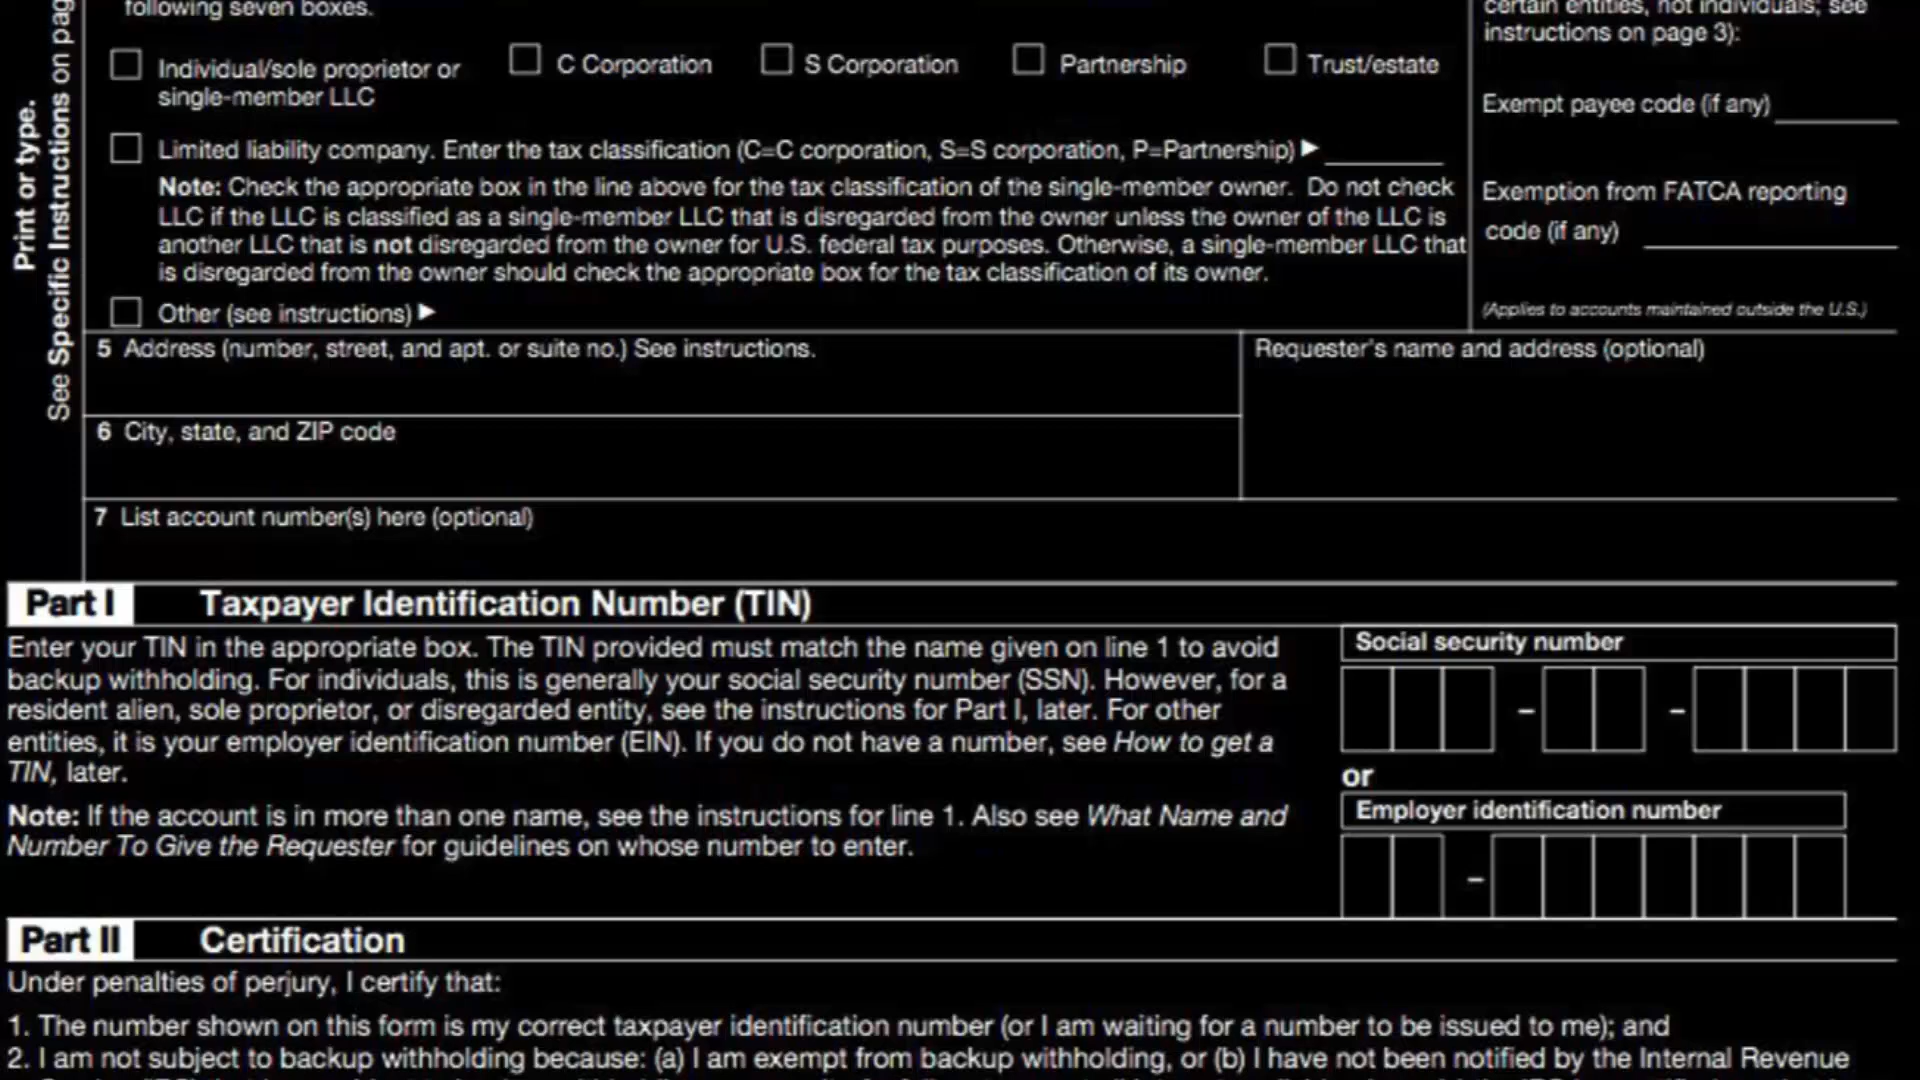 following seven boxes.
certain entities, not individuals; see
instructions on page 3):
Individual/sole proprietor or
single-member LLC
C Corporation
S Corporation
Partnership
Trust/estate
Exempt payee code (if any)
Limited liability company. Enter the tax classification (C=C corporation, S=S corporation, P=Partnership) ▶
Note: Check the appropriate box in the line above for the tax classification of the single-member owner. Do not check
LLC if the LLC is classified as a single-member LLC that is disregarded from the owner unless the owner of the LLC is
another LLC that is not disregarded from the owner for U.S. federal tax purposes. Otherwise, a single-member LLC that
is disregarded from the owner should check the appropriate box for the tax classification of its owner.
Exemption from FATCA reporting
code (if any)
Other (see instructions) ▶
(Applies to accounts maintained outside the U.S.)
Print or type.
See Specific Instructions on
5 Address (number, street, and apt. or suite no.) See instructions.
Requester's name and address (optional)
6 City, state, and ZIP code
7 List account number(s) here (optional)
Part I Taxpayer Identification Number (TIN)
Enter your TIN in the appropriate box. The TIN provided must match the name given on line 1 to avoid
backup withholding. For individuals, this is generally your social security number (SSN). However, for a
resident alien, sole proprietor, or disregarded entity, see the instructions for Part I, later. For other
entities, it is your employer identification number (EIN). If you do not have a number, see How to get a
TIN, later.
Note: If the account is in more than one name, see the instructions for line 1. Also see What Name and
Number To Give the Requester for guidelines on whose number to enter.
Social security number
– –
or
Employer identification number
–
Part II Certification
Under penalties of perjury, I certify that:
1. The number shown on this form is my correct taxpayer identification number (or I am waiting for a number to be issued to me); and
2. I am not subject to backup withholding because: (a) I am exempt from backup withholding, or (b) I have not been notified by the Internal Revenue